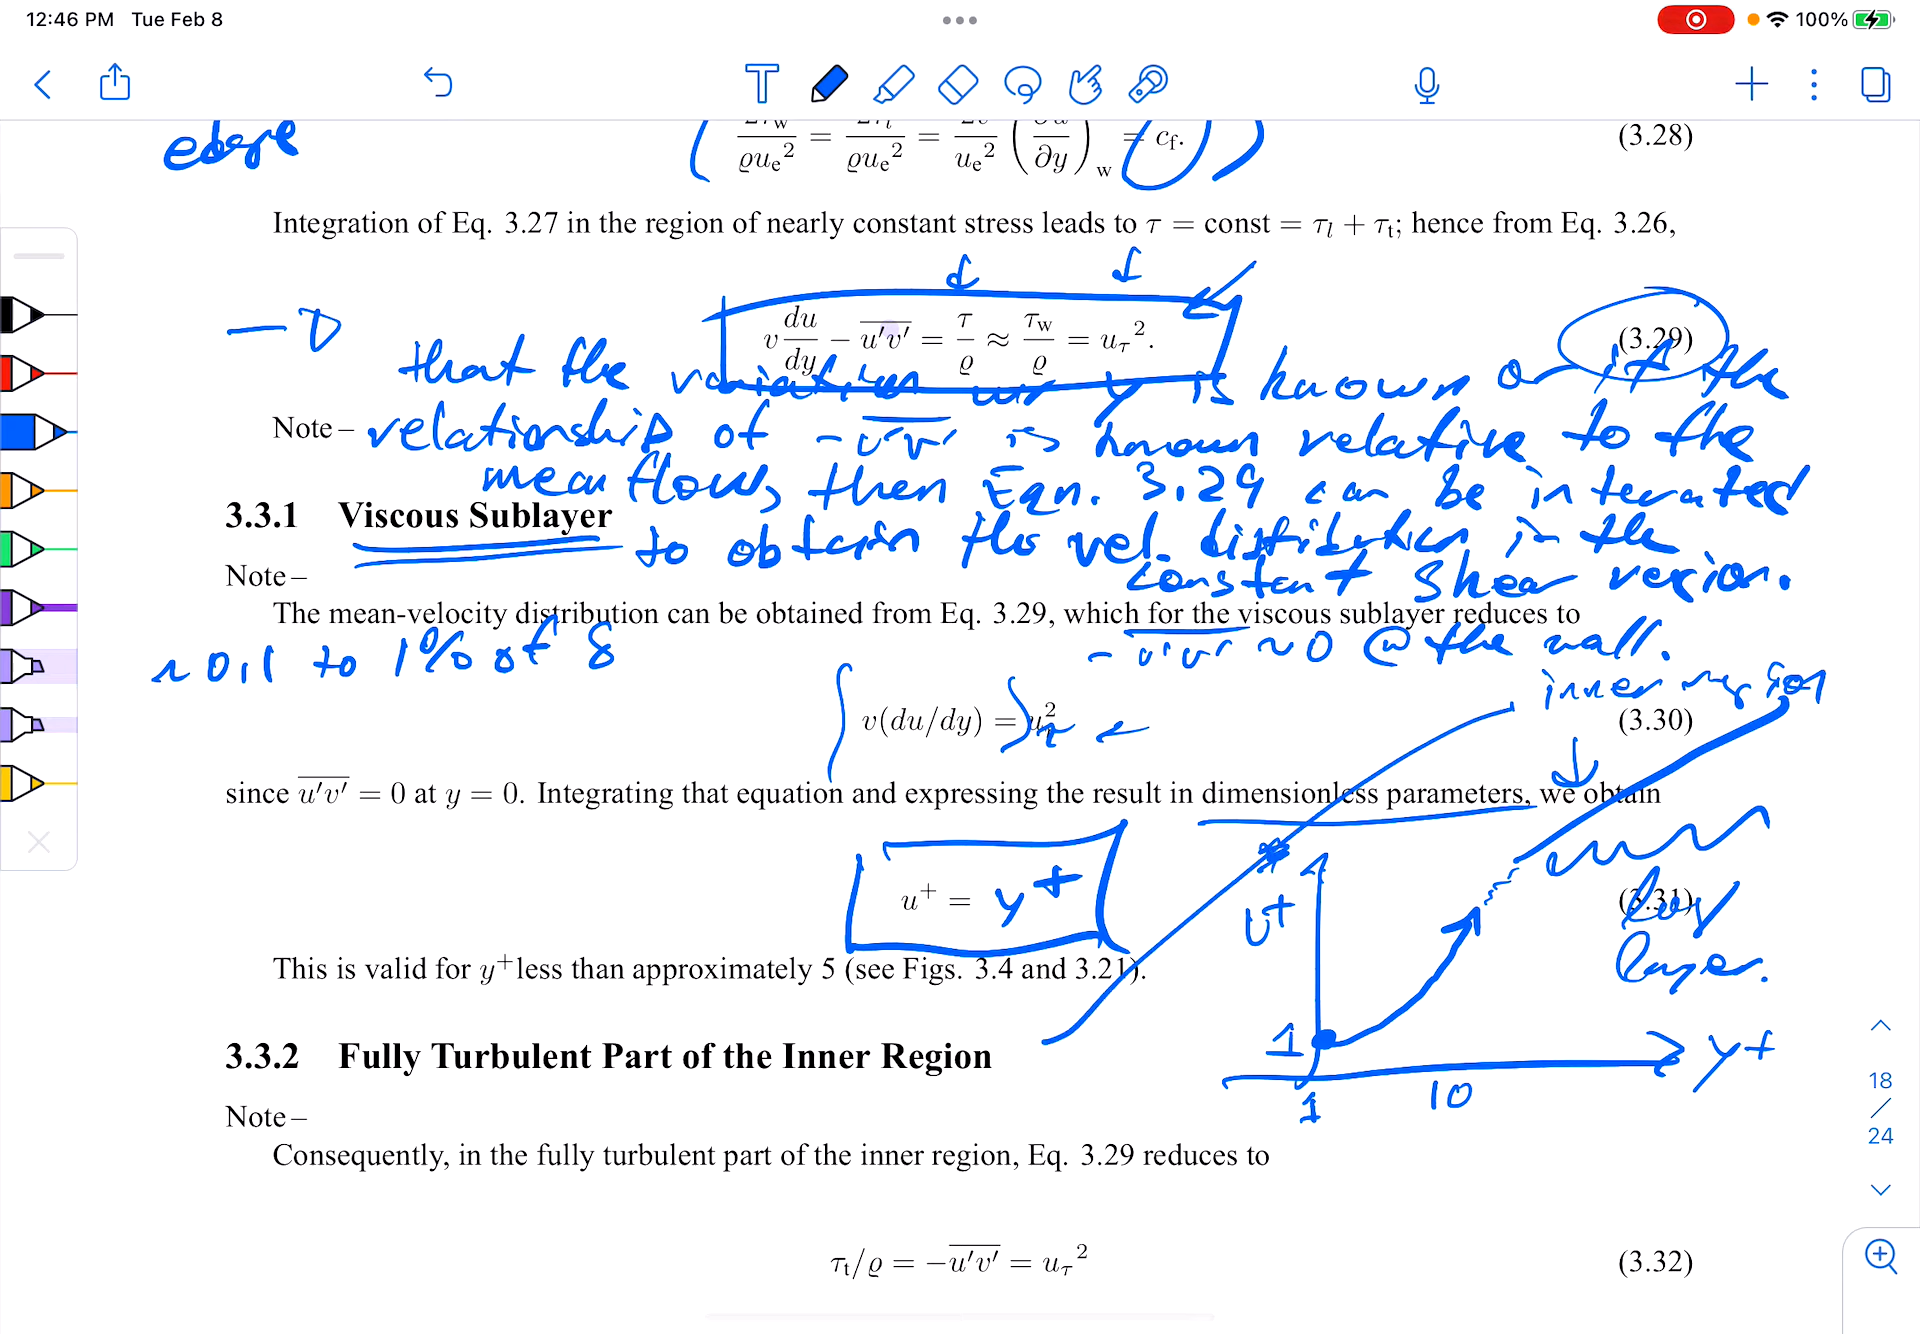 12:46 PM Tue Feb 8
100%
edge
ϱu_e² = ϱu_e² = u_e² (∂y)_w = c_f. (3.28)
Integration of Eq. 3.27 in the region of nearly constant stress leads to τ = const = τ_l + τ_t; hence from Eq. 3.26,
ν du/dy − u′v′ = τ/ϱ ≈ τ_w/ϱ = u_τ². (3.29)
that the variation w/ y is known or if the
Note – relationship of -u'v' is known relative to the
mean flow, then Eqn. 3.29 can be integrated
3.3.1 Viscous Sublayer
to obtain the vel. distribution in the
constant shear region.
Note –
The mean-velocity distribution can be obtained from Eq. 3.29, which for the viscous sublayer reduces to
~ 0.1 to 1% of δ
- u'v' ~ 0 @ the wall.
inner region
ν(du/dy) = u_τ² (3.30)
since u′v′ = 0 at y = 0. Integrating that equation and expressing the result in dimensionless parameters, we obtain
u⁺ = y⁺ (3.31)
u+
log
layer.
This is valid for y⁺ less than approximately 5 (see Figs. 3.4 and 3.21).
1
y+
1
10
3.3.2 Fully Turbulent Part of the Inner Region
Note –
Consequently, in the fully turbulent part of the inner region, Eq. 3.29 reduces to
τ_t/ϱ = −u′v′ = u_τ² (3.32)
18
/
24